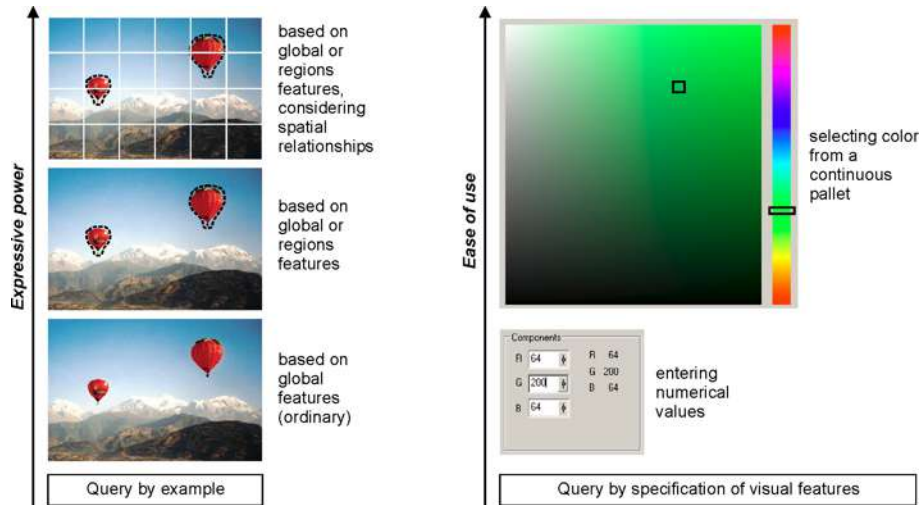 Expressive power
based on
global or
regions
features,
considering
spatial
relationships
based on
global or
regions
features
based on
global
features
(ordinary)
Query by example
Ease of use
selecting color
from a
continuous
pallet
Components
R 64 R 64
G 200 G 200
B 64 B 64
entering
numerical
values
Query by specification of visual features